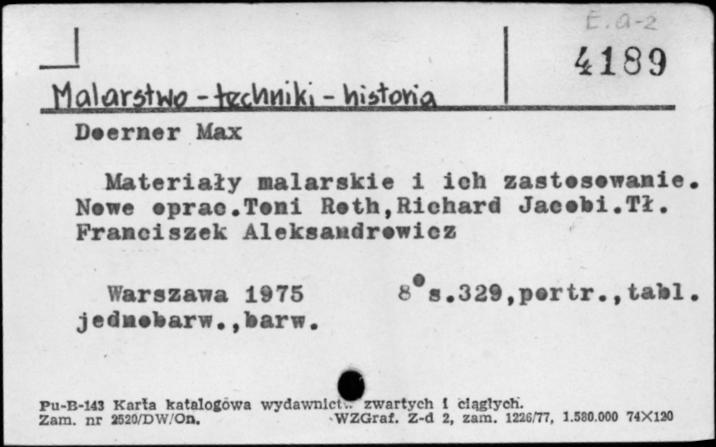 E.a-2
4189
Malarstwo - techniki - historia
Doerner Max
Materiały malarskie i ich zastosowanie.
Nowe oprac.Toni Roth,Richard Jacobi.Tł.
Franciszek Aleksandrowicz
Warszawa 1975 8° s.329,portr.,tabl.
jednobarw.,barw.
Pu-B-143 Karta katalogowa wydawnictw zwartych i ciągłych.
Zam. nr 2520/DW/On. WZGraf. Z-d 2, zam. 1226/77, 1.580.000 74X120